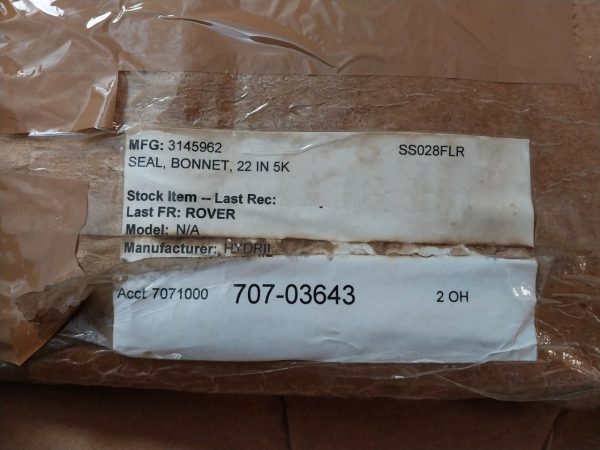 MFG: 3145962 SS028FLR
SEAL, BONNET, 22 IN 5K
Stock Item -- Last Rec:
Last FR: ROVER
Model: N/A
Manufacturer: HYDRIL
Acct 7071000 707-03643 2 OH